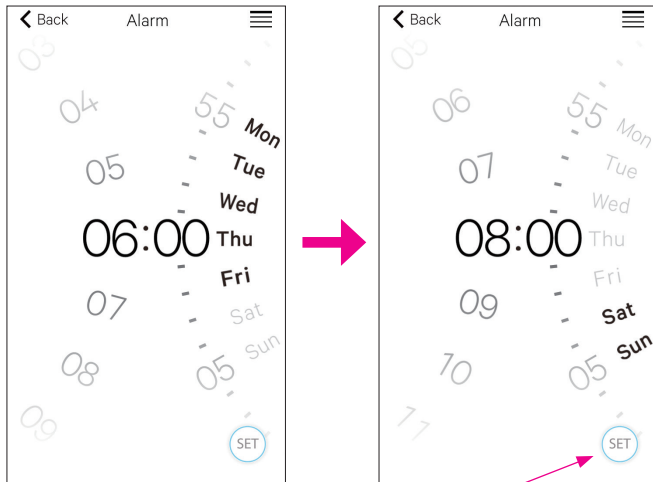 Back Alarm
03
04
55
Mon
05
Tue
Wed
06:00 Thu
Fri
07
Sat
08
Sun
05
09
SET
Back Alarm
05
06
55
Mon
07
Tue
Wed
08:00 Thu
Fri
09
Sat
10
Sun
05
11
SET